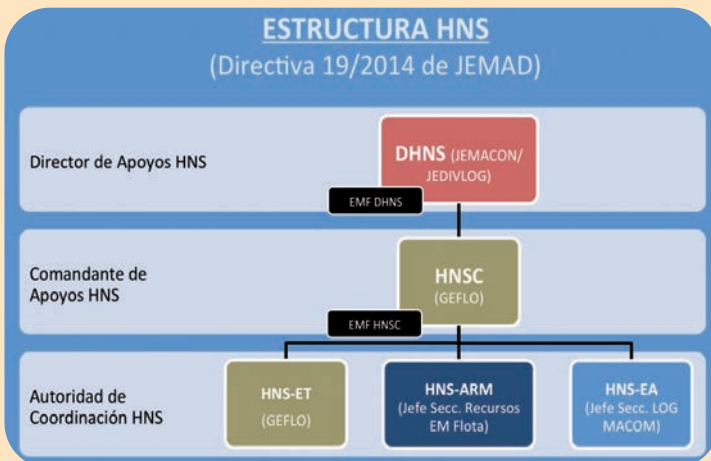 ESTRUCTURA HNS
(Directiva 19/2014 de JEMAD)
Director de Apoyos HNS
DHNS (JEMACON/
JEDIVLOG)
EMF DHNS
Comandante de
Apoyos HNS
HNSC
(GEFLO)
EMF HNSC
Autoridad de
Coordinación HNS
HNS-ET
(GEFLO)
HNS-ARM
(Jefe Secc. Recursos
EM Flota)
HNS-EA
(Jefe Secc. LOG
MACOM)